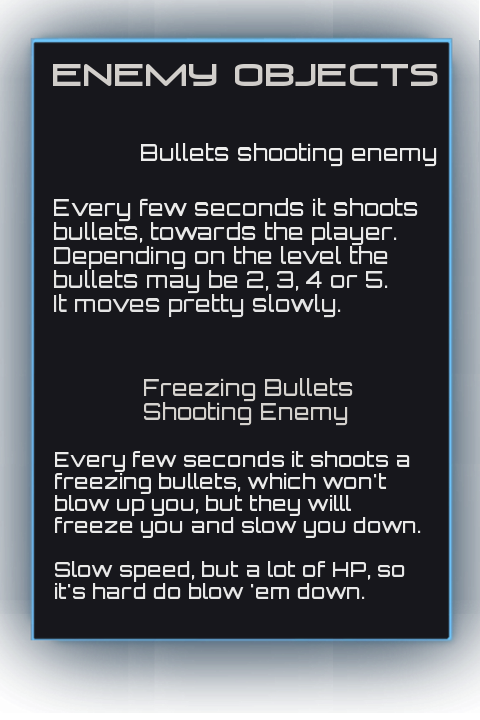 ENEMY OBJECTS
Bullets shooting enemy
Every few seconds it shoots
bullets, towards the player.
Depending on the level the
bullets may be 2, 3, 4 or 5.
It moves pretty slowly.
Freezing Bullets
Shooting Enemy
Every few seconds it shoots a
freezing bullets, which won't
blow up you, but they willl
freeze you and slow you down.
Slow speed, but a lot of HP, so
it's hard do blow 'em down.